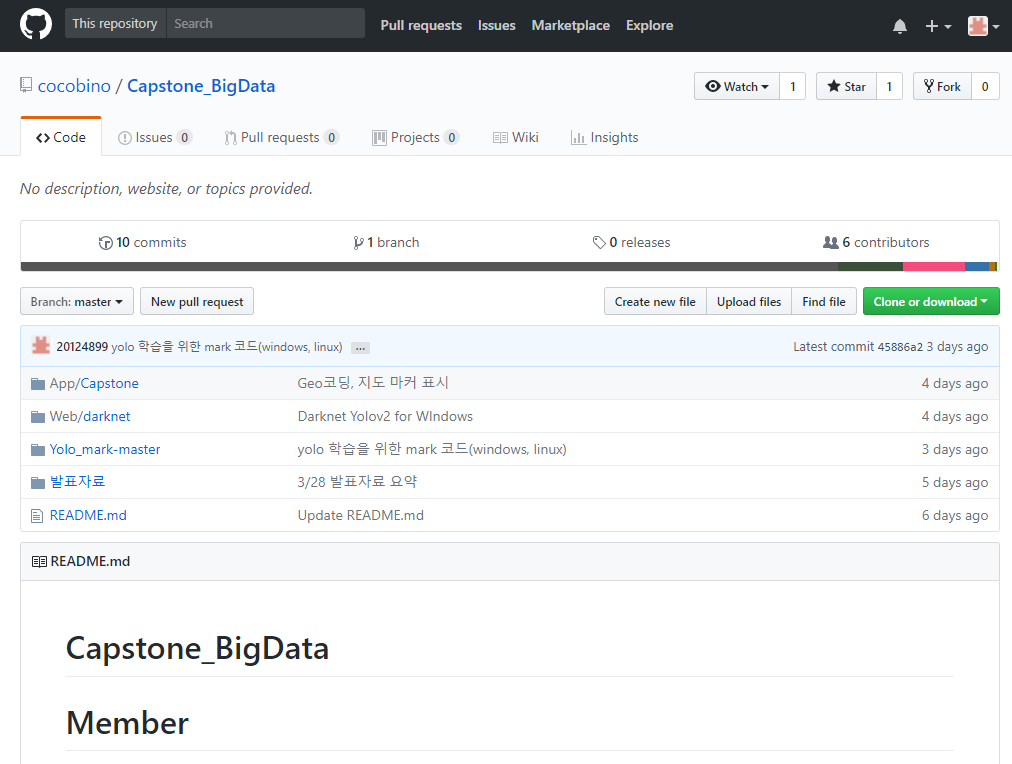 This repository Search Pull requests Issues Marketplace Explore
cocobino / Capstone_BigData Watch 1 Star 1 Fork 0
Code Issues 0 Pull requests 0 Projects 0 Wiki Insights
No description, website, or topics provided.
10 commits 1 branch 0 releases 6 contributors
Branch: master New pull request Create new file Upload files Find file Clone or download
20124899 yolo 학습을 위한 mark 코드(windows, linux) ... Latest commit 45886a2 3 days ago
App/Capstone Geo코딩, 지도 마커 표시 4 days ago
Web/darknet Darknet Yolov2 for WIndows 4 days ago
Yolo_mark-master yolo 학습을 위한 mark 코드(windows, linux) 3 days ago
발표자료 3/28 발표자료 요약 5 days ago
README.md Update README.md 6 days ago
README.md
Capstone_BigData
Member